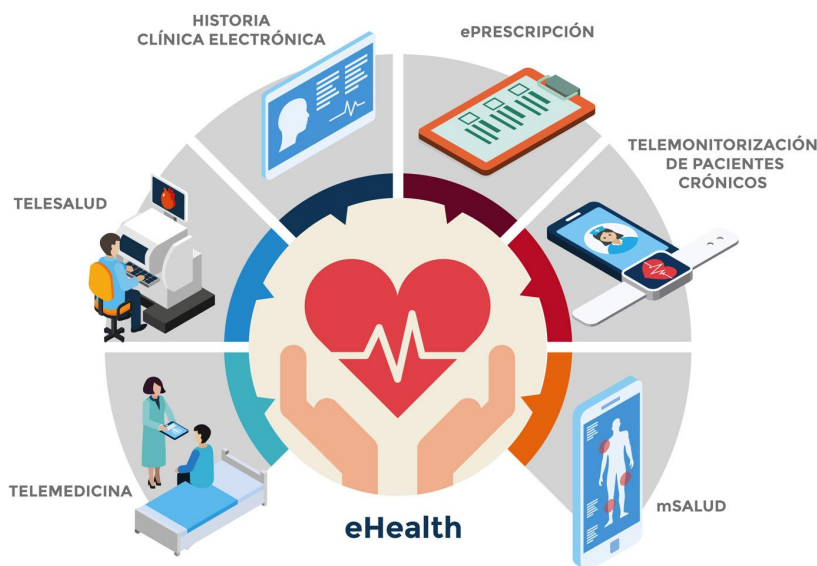 HISTORIA
CLÍNICA ELECTRÓNICA
ePRESCRIPCIÓN
TELEMONITORIZACIÓN
DE PACIENTES
CRÓNICOS
TELESALUD
TELEMEDICINA
mSALUD
eHealth